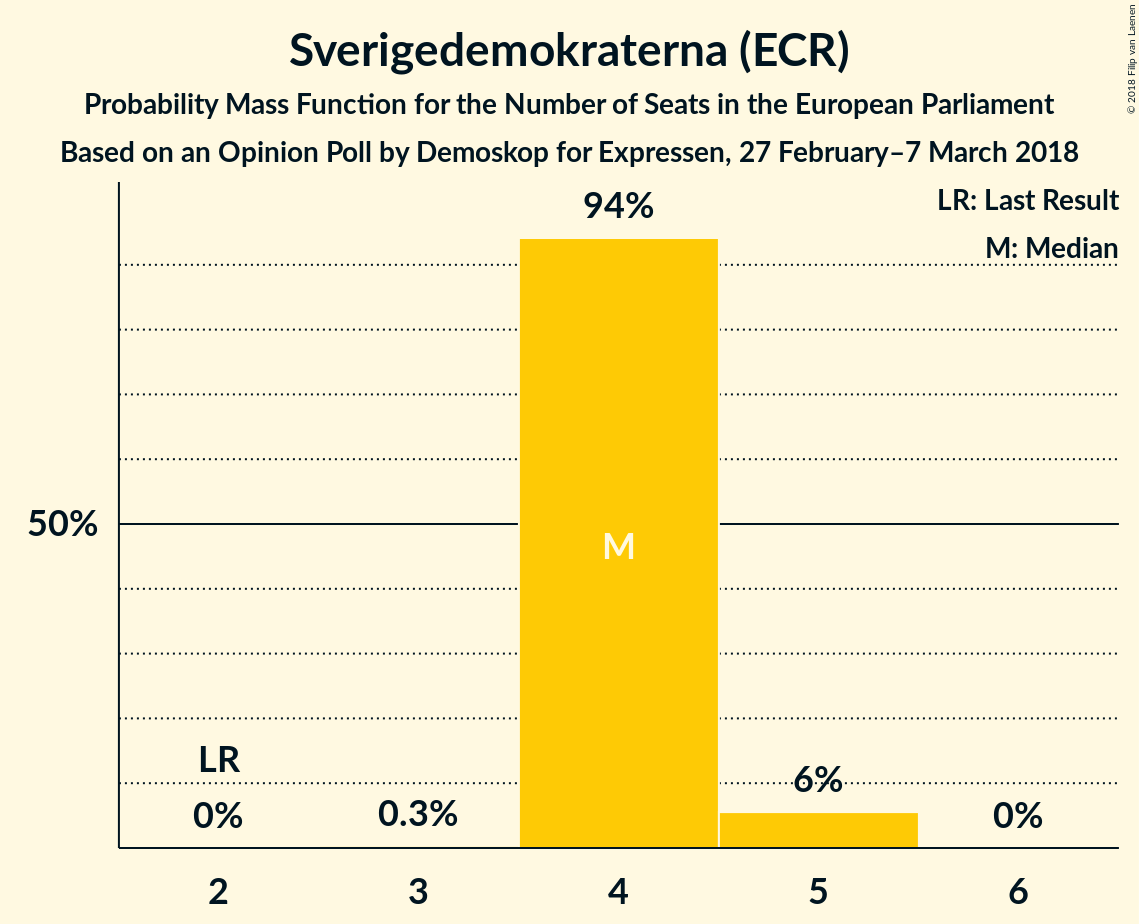 Sverigedemokraterna (ECR)
Probability Mass Function for the Number of Seats in the European Parliament
Based on an Opinion Poll by Demoskop for Expressen, 27 February–7 March 2018
© 2018 Filip van Laenen
LR: Last Result
M: Median
94%
50%
M
LR
0%
0.3%
6%
0%
2
3
4
5
6